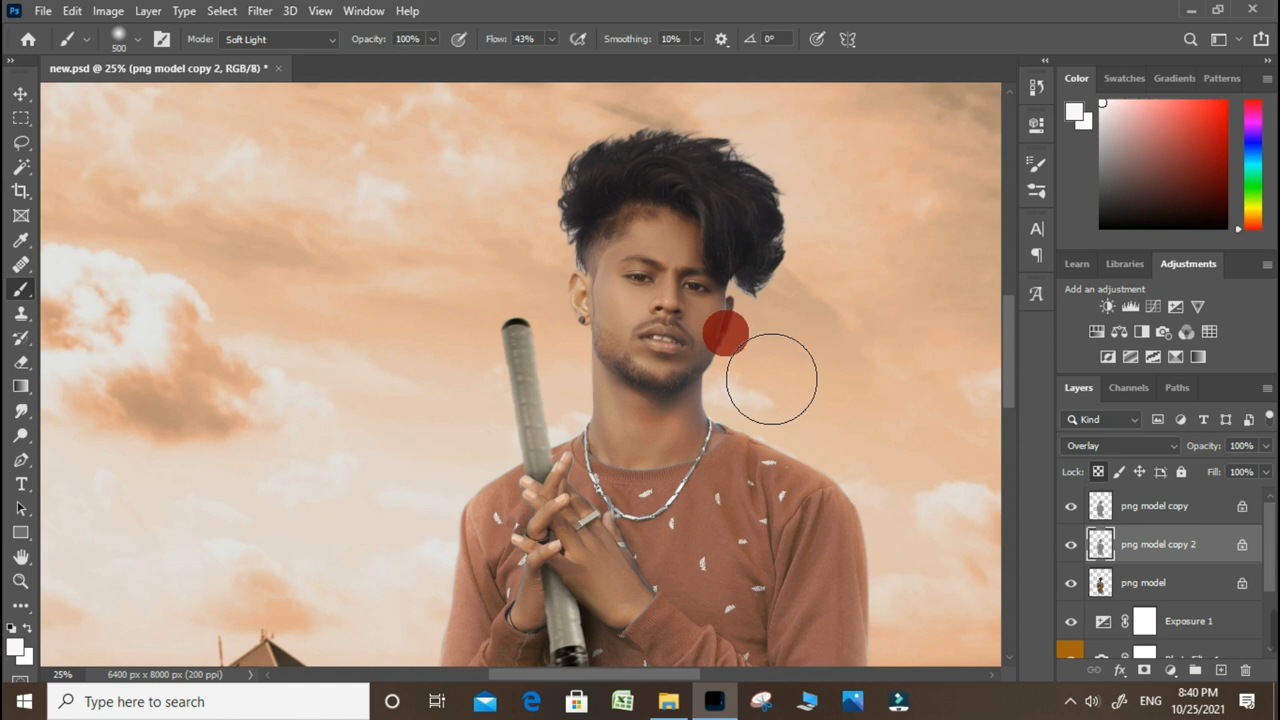 Ps File Edit Image Layer Type Select Filter 3D View Window Help
500 Mode: Soft Light Opacity: 100% Flow: 43% Smoothing: 10% 0°
new.psd @ 25% (png model copy 2, RGB/8) *
Color Swatches Gradients Patterns
Learn Libraries Adjustments
Add an adjustment
Layers Channels Paths
Kind
Overlay Opacity: 100%
Lock: Fill: 100%
png model copy
png model copy 2
png model
Exposure 1
25% 6400 px x 8000 px (200 ppi)
Type here to search
ENG
8:40 PM
10/25/2021